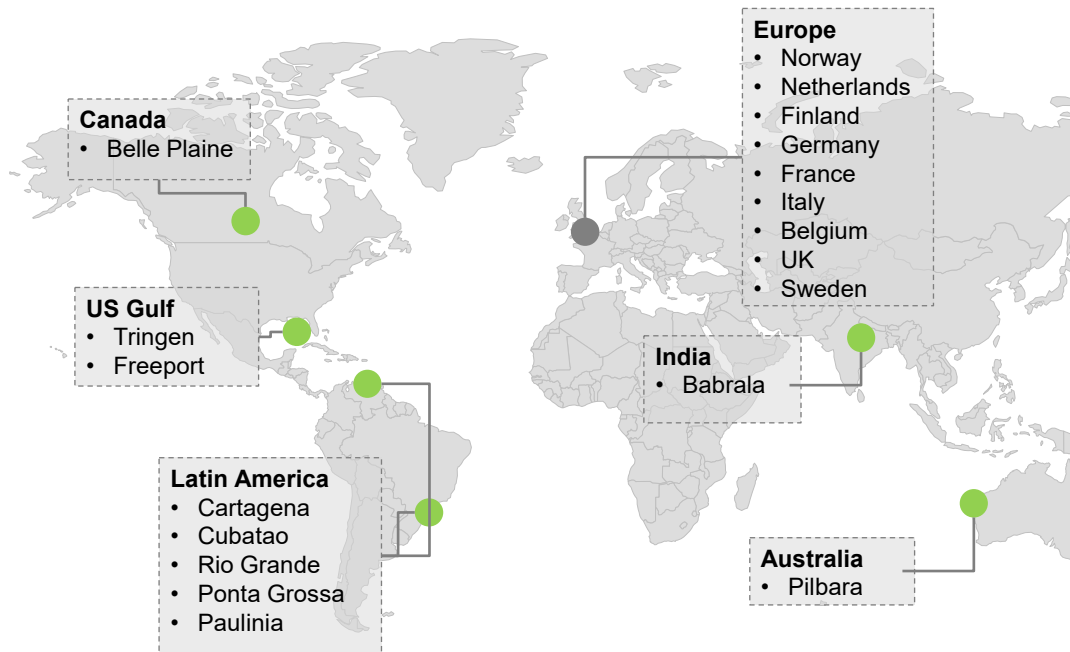 Europe
• Norway
• Netherlands
• Finland
• Germany
• France
• Italy
• Belgium
• UK
• Sweden
Canada
• Belle Plaine
US Gulf
• Tringen
• Freeport
India
• Babrala
Latin America
• Cartagena
• Cubatao
• Rio Grande
• Ponta Grossa
• Paulinia
Australia
• Pilbara